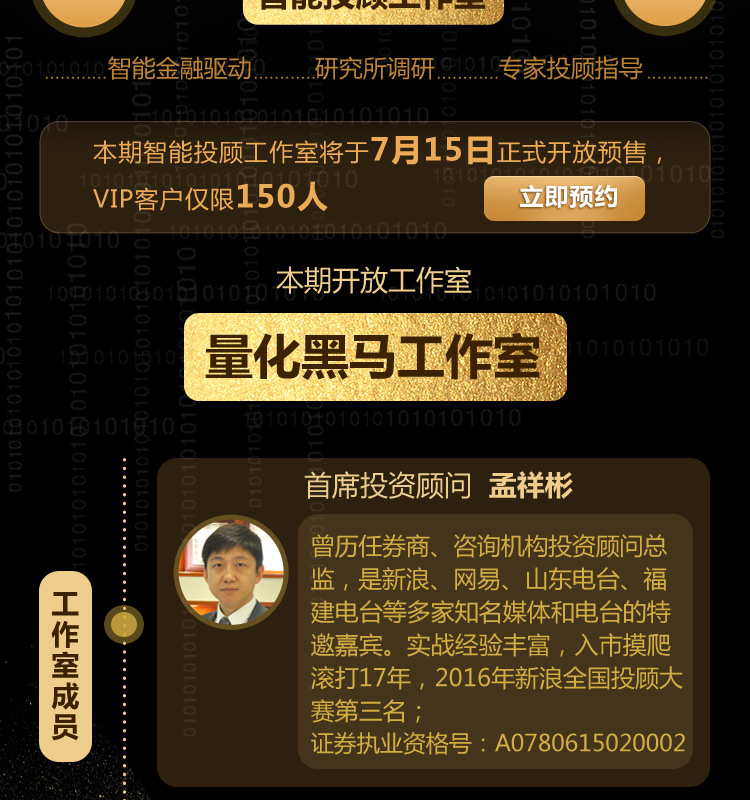 智能投顾工作室
智能金融驱动 研究所调研 专家投顾指导
本期智能投顾工作室将于7月15日正式开放预售，
VIP客户仅限150人
立即预约
本期开放工作室
量化黑马工作室
首席投资顾问 孟祥彬
曾历任券商、咨询机构投资顾问总
监，是新浪、网易、山东电台、福
建电台等多家知名媒体和电台的特
邀嘉宾。实战经验丰富，入市摸爬
滚打17年，2016年新浪全国投顾大
赛第三名；
证券执业资格号：A0780615020002
工作室成员